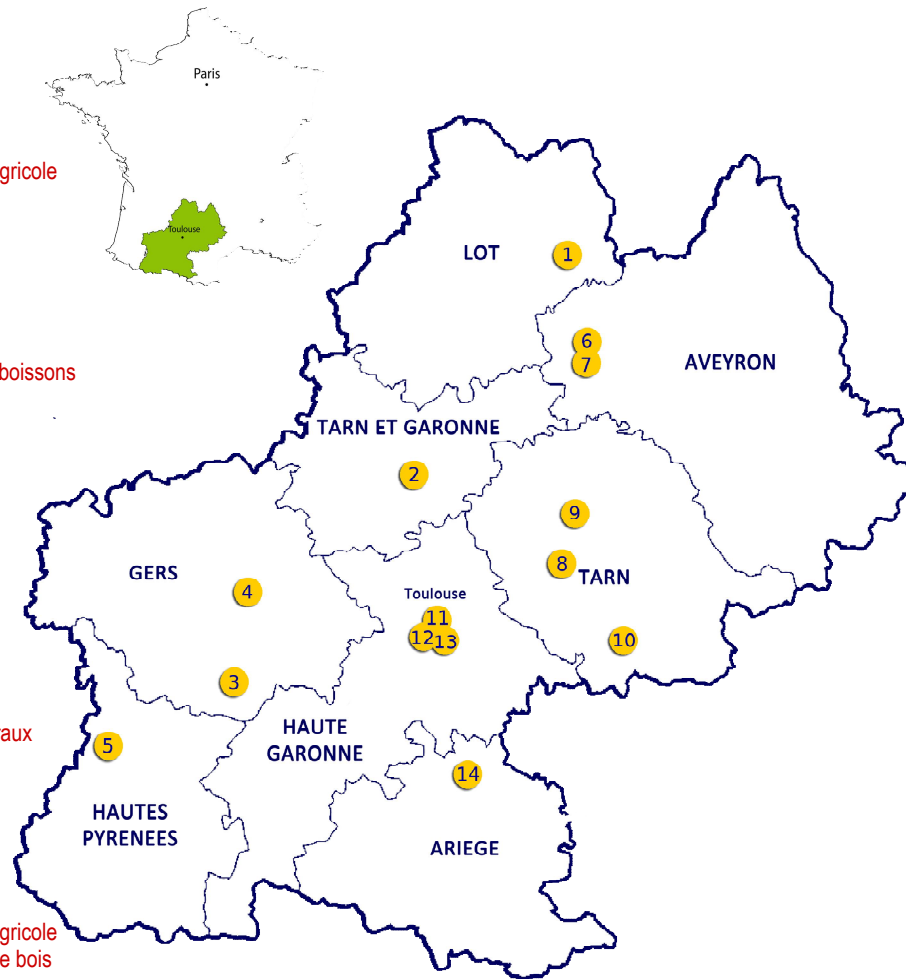 Paris
gricole
Toulouse
LOT
1
6
boissons
7
AVEYRON
TARN ET GARONNE
2
9
GERS
8
TARN
4
Toulouse
11
12
13
10
3
HAUTE
GARONNE
raux
5
14
HAUTES
PYRENEES
ARIEGE
gricole
e bois